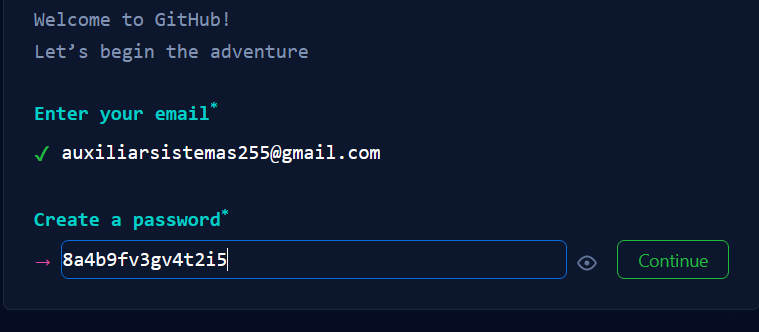 Welcome to GitHub!
Let’s begin the adventure
Enter your email*
✓ auxiliarsistemas255@gmail.com
Create a password*
→ 8a4b9fv3gv4t2i5
Continue